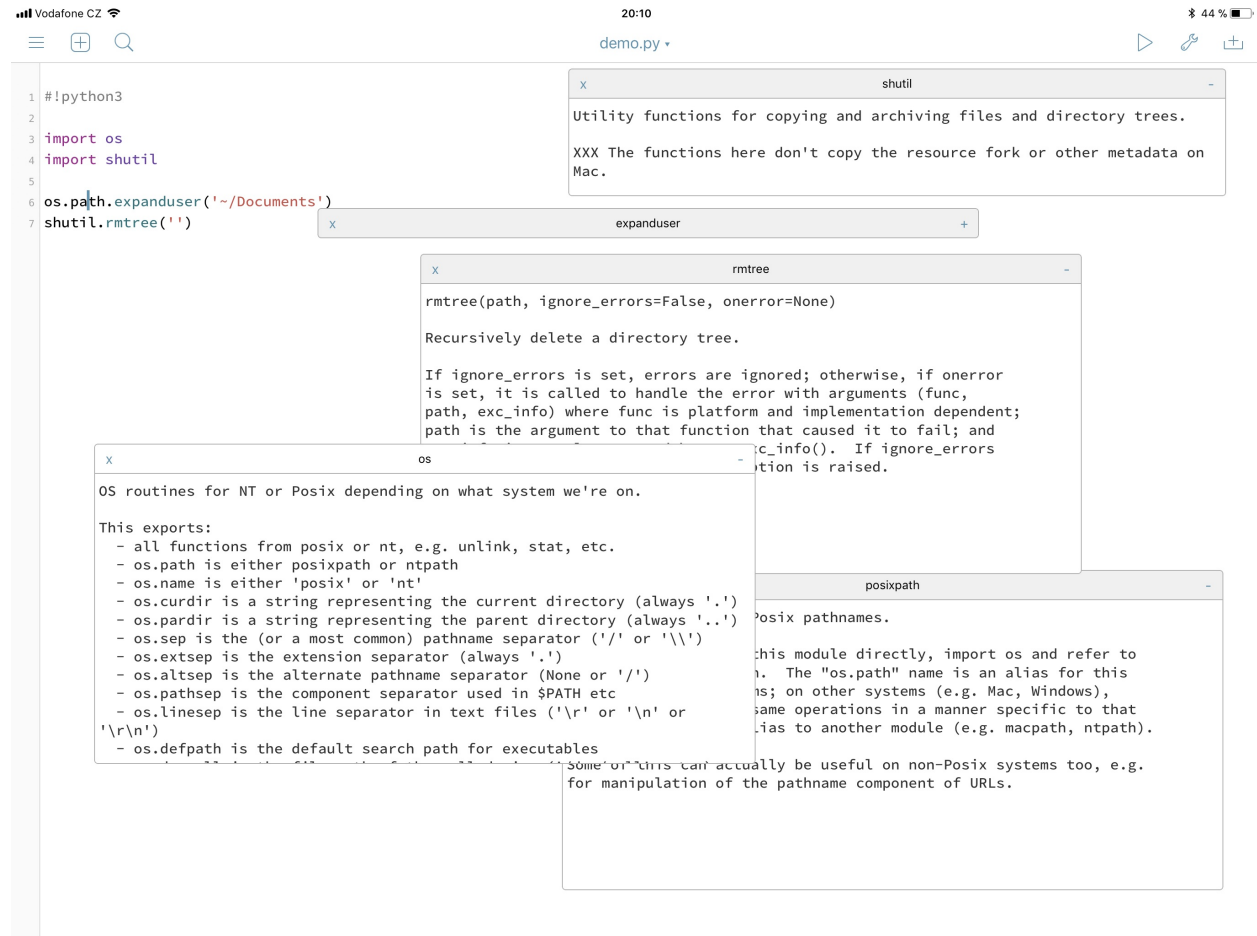 Vodafone CZ
20:10
44 %
demo.py ▾
1 #!python3
2
3 import os
4 import shutil
5
6 os.path.expanduser('~/Documents')
7 shutil.rmtree('')
x shutil -
Utility functions for copying and archiving files and directory trees.
XXX The functions here don't copy the resource fork or other metadata on
Mac.
x expanduser +
x rmtree -
rmtree(path, ignore_errors=False, onerror=None)
Recursively delete a directory tree.
If ignore_errors is set, errors are ignored; otherwise, if onerror
is set, it is called to handle the error with arguments (func,
path, exc_info) where func is platform and implementation dependent;
path is the argument to that function that caused it to fail; and
c_info(). If ignore_errors
is raised.
x os -
OS routines for NT or Posix depending on what system we're on.
This exports:
- all functions from posix or nt, e.g. unlink, stat, etc.
- os.path is either posixpath or ntpath
- os.name is either 'posix' or 'nt'
- os.curdir is a string representing the current directory (always '.')
- os.pardir is a string representing the parent directory (always '..')
- os.sep is the (or a most common) pathname separator ('/' or '\\')
- os.extsep is the extension separator (always '.')
- os.altsep is the alternate pathname separator (None or '/')
- os.pathsep is the component separator used in $PATH etc
- os.linesep is the line separator in text files ('\r' or '\n' or
'\r\n')
- os.defpath is the default search path for executables
posixpath -
Posix pathnames.
this module directly, import os and refer to
The "os.path" name is an alias for this
on other systems (e.g. Mac, Windows),
same operations in a manner specific to that
to another module (e.g. macpath, ntpath).
Some of this can actually be useful on non-Posix systems too, e.g.
for manipulation of the pathname component of URLs.